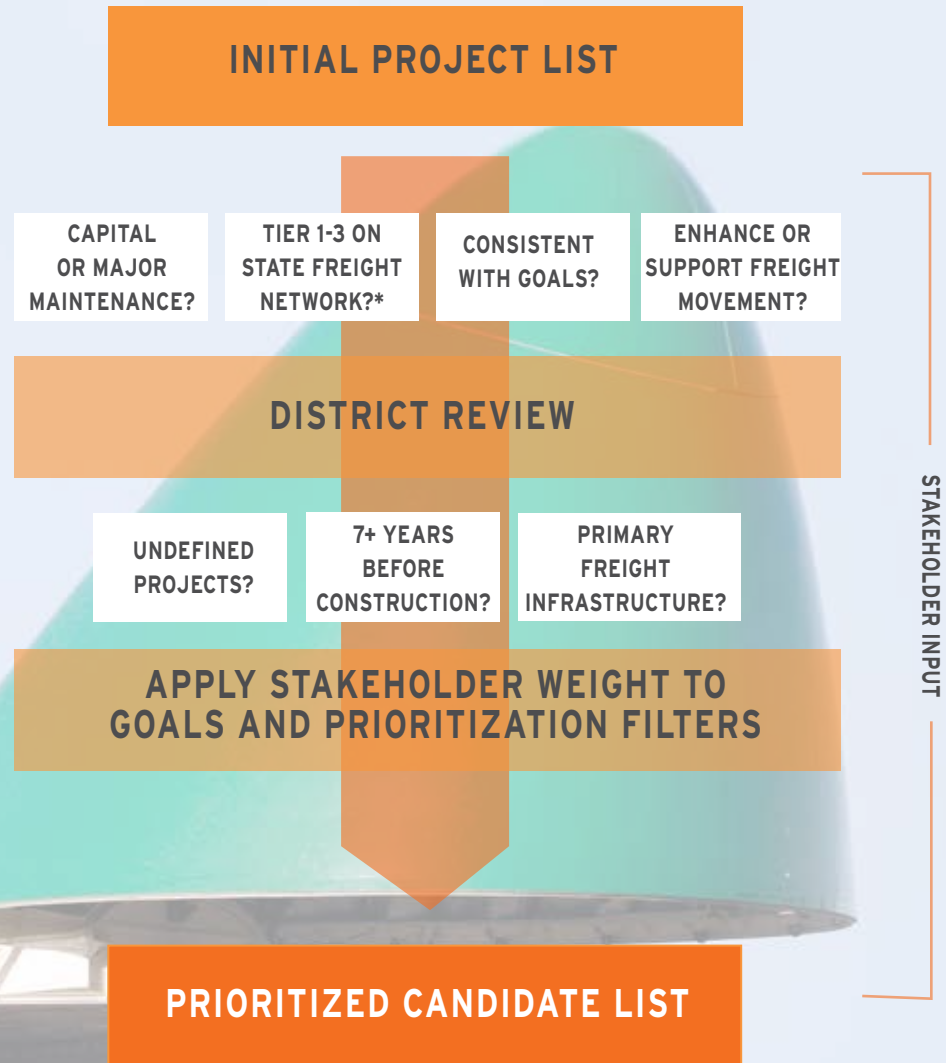 INITIAL PROJECT LIST
CAPITAL
OR MAJOR
MAINTENANCE?
TIER 1-3 ON
STATE FREIGHT
NETWORK?*
CONSISTENT
WITH GOALS?
ENHANCE OR
SUPPORT FREIGHT
MOVEMENT?
DISTRICT REVIEW
UNDEFINED
PROJECTS?
7+ YEARS
BEFORE
CONSTRUCTION?
PRIMARY
FREIGHT
INFRASTRUCTURE?
APPLY STAKEHOLDER WEIGHT TO
GOALS AND PRIORITIZATION FILTERS
PRIORITIZED CANDIDATE LIST
STAKEHOLDER INPUT